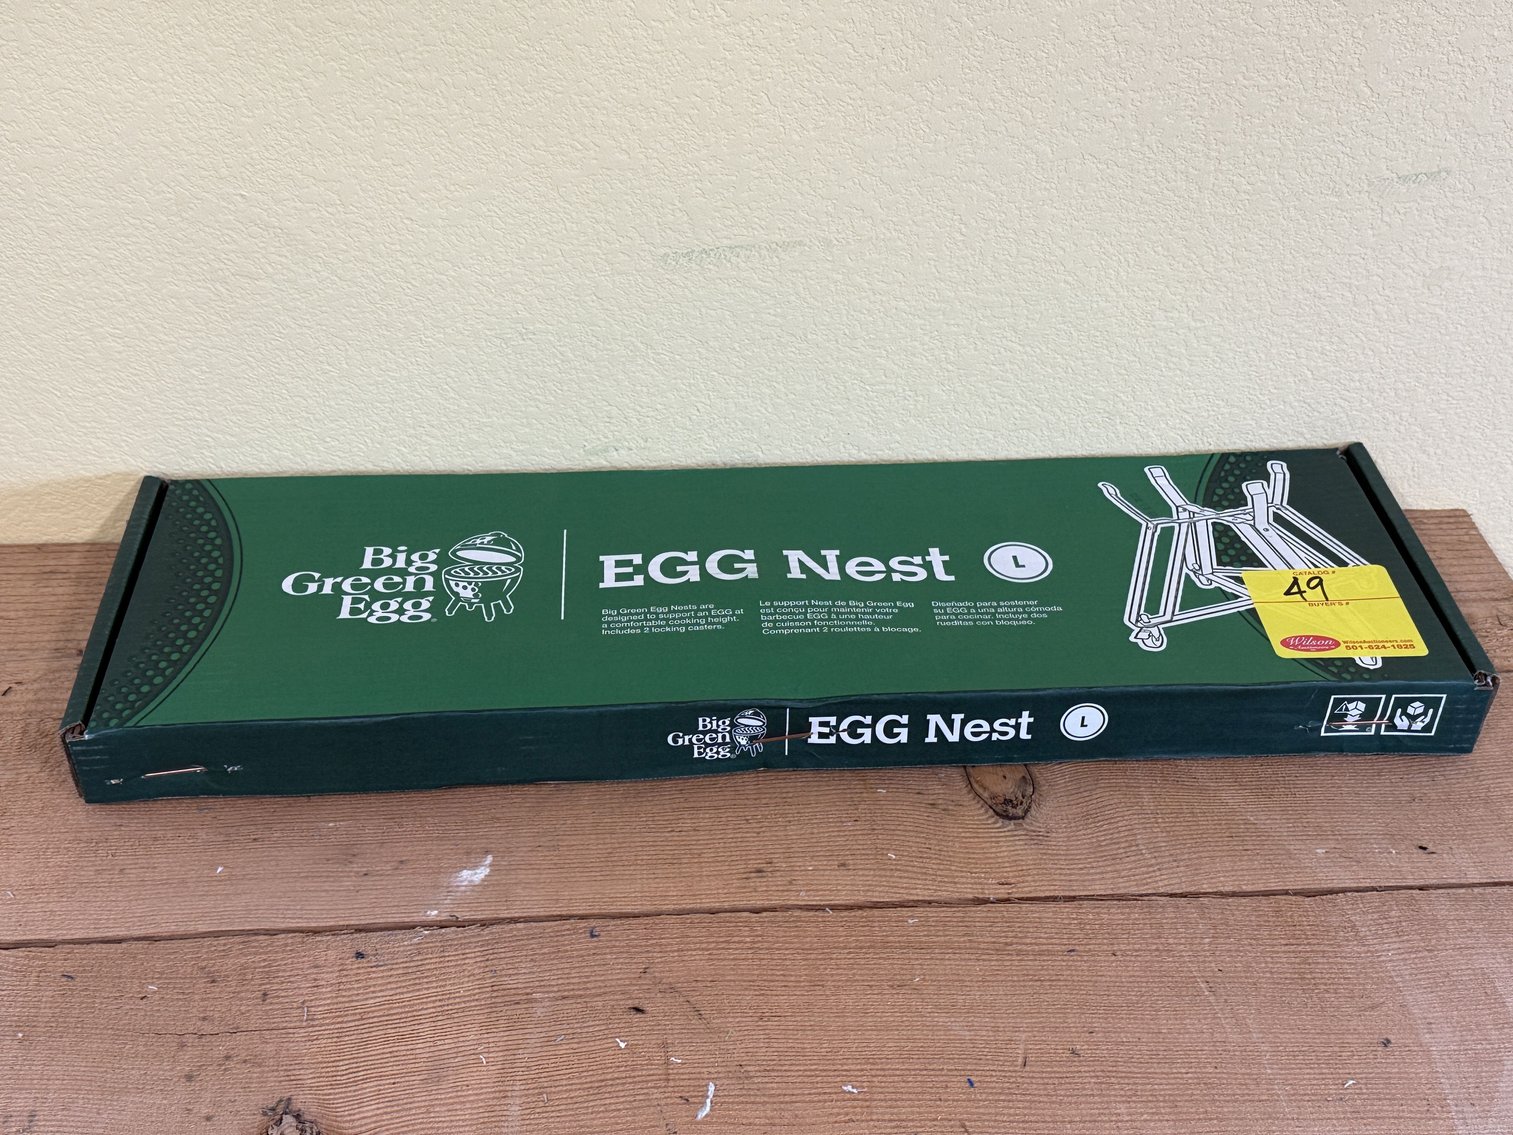 Big
Green
Egg
EGG Nest L
Big Green Egg Nests are
designed to support an EGG at
a comfortable cooking height.
Includes 2 locking casters.
Le support Nest de Big Green Egg
est conçu pour maintenir votre
barbecue EGG à une hauteur
de cuisson fonctionnelle.
Comprenant 2 roulettes à blocage.
Diseñado para sostener
su EGG a una altura cómoda
para cocinar. Incluye dos
rueditas con bloqueo.
CATALOG #
49
BUYER'S #
Wilson
Auctioneers
WilsonAuctioneers.com
501-624-1825
Big
Green
Egg
EGG Nest L